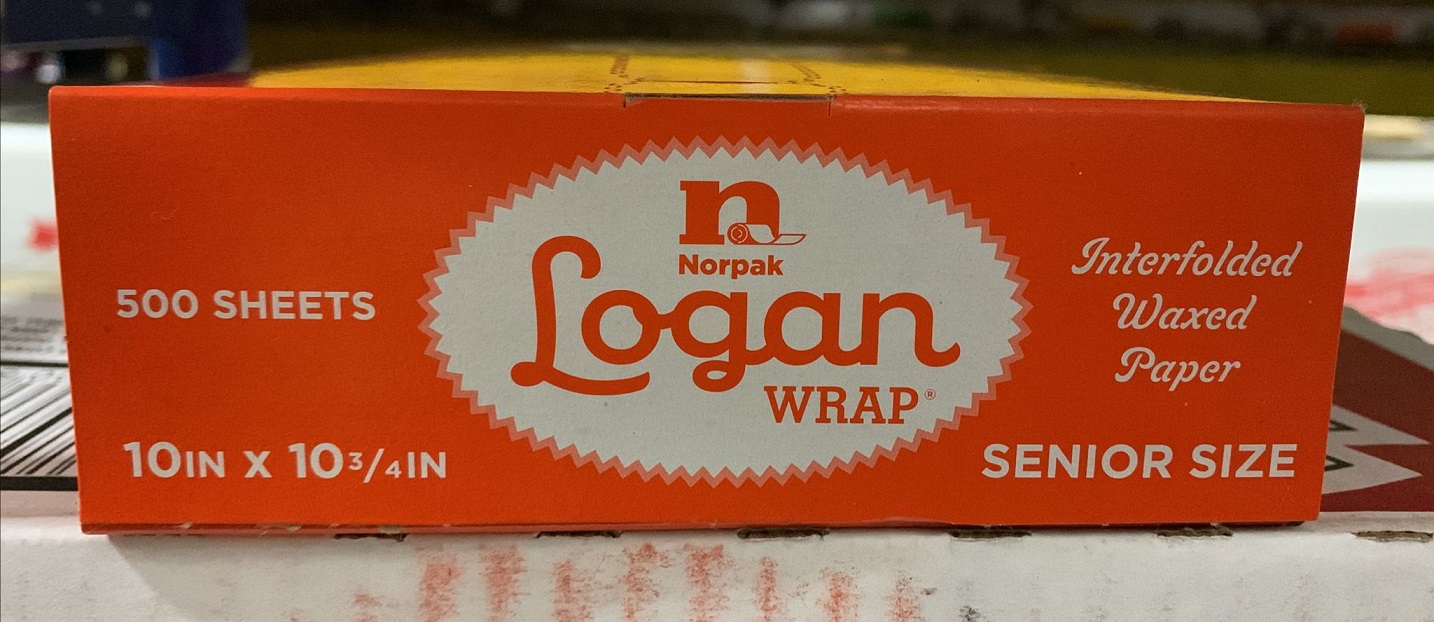 n
Norpak
Logan
WRAP®
500 SHEETS
10IN X 10 3/4IN
Interfolded
Waxed
Paper
SENIOR SIZE